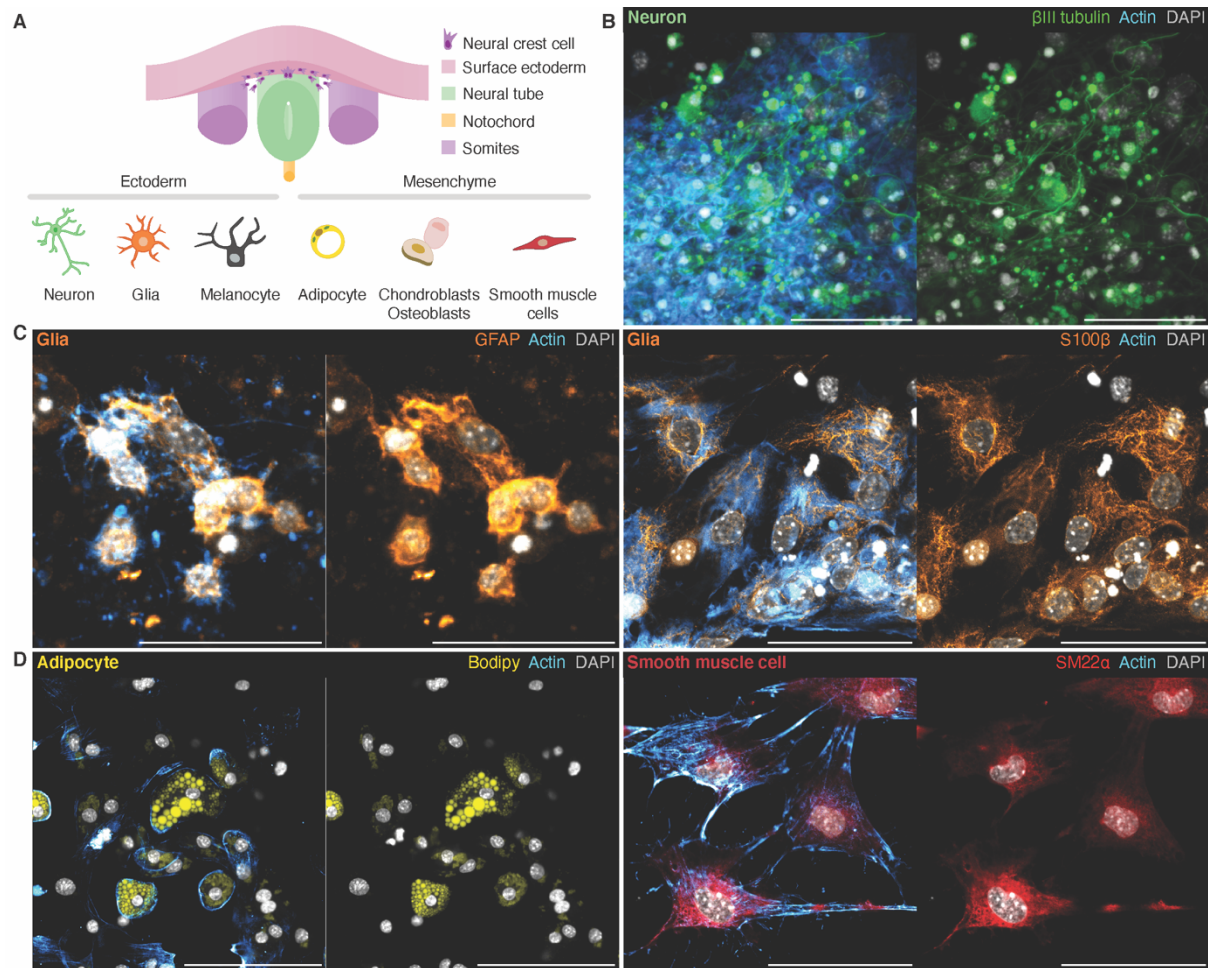 A
Neural crest cell
Surface ectoderm
Neural tube
Notochord
Somites
Ectoderm
Mesenchyme
Neuron
Glia
Melanocyte
Adipocyte
Chondroblasts
Osteoblasts
Smooth muscle
cells
B
Neuron
βIII tubulin Actin DAPI
C
Glia
GFAP Actin DAPI
Glia
S100β Actin DAPI
D
Adipocyte
Bodipy Actin DAPI
Smooth muscle cell
SM22α Actin DAPI